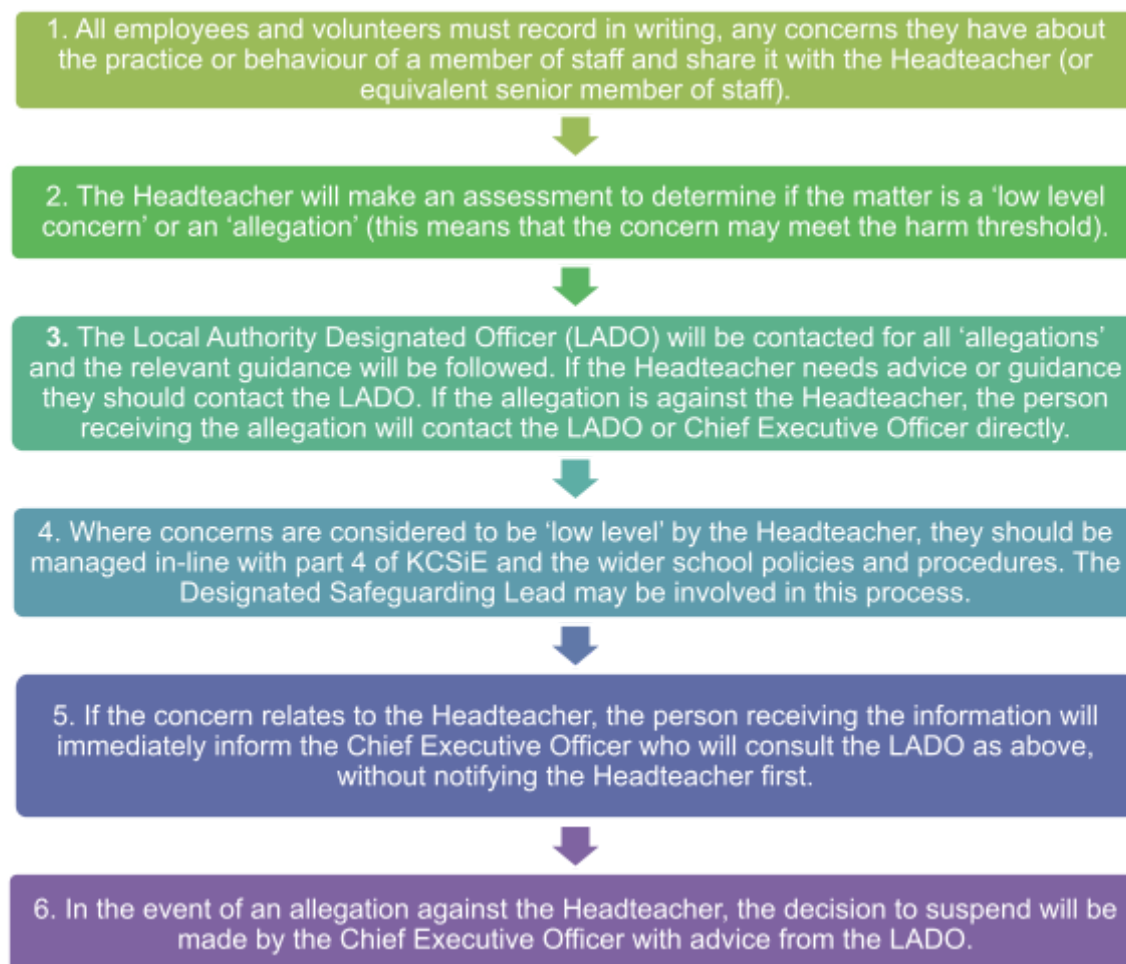 1. All employees and volunteers must record in writing, any concerns they have about
the practice or behaviour of a member of staff and share it with the Headteacher (or
equivalent senior member of staff).
2. The Headteacher will make an assessment to determine if the matter is a ‘low level
concern’ or an ‘allegation’ (this means that the concern may meet the harm threshold).
3. The Local Authority Designated Officer (LADO) will be contacted for all ‘allegations’
and the relevant guidance will be followed. If the Headteacher needs advice or guidance
they should contact the LADO. If the allegation is against the Headteacher, the person
receiving the allegation will contact the LADO or Chief Executive Officer directly.
4. Where concerns are considered to be ‘low level’ by the Headteacher, they should be
managed in-line with part 4 of KCSiE and the wider school policies and procedures. The
Designated Safeguarding Lead may be involved in this process.
5. If the concern relates to the Headteacher, the person receiving the information will
immediately inform the Chief Executive Officer who will consult the LADO as above,
without notifying the Headteacher first.
6. In the event of an allegation against the Headteacher, the decision to suspend will be
made by the Chief Executive Officer with advice from the LADO.